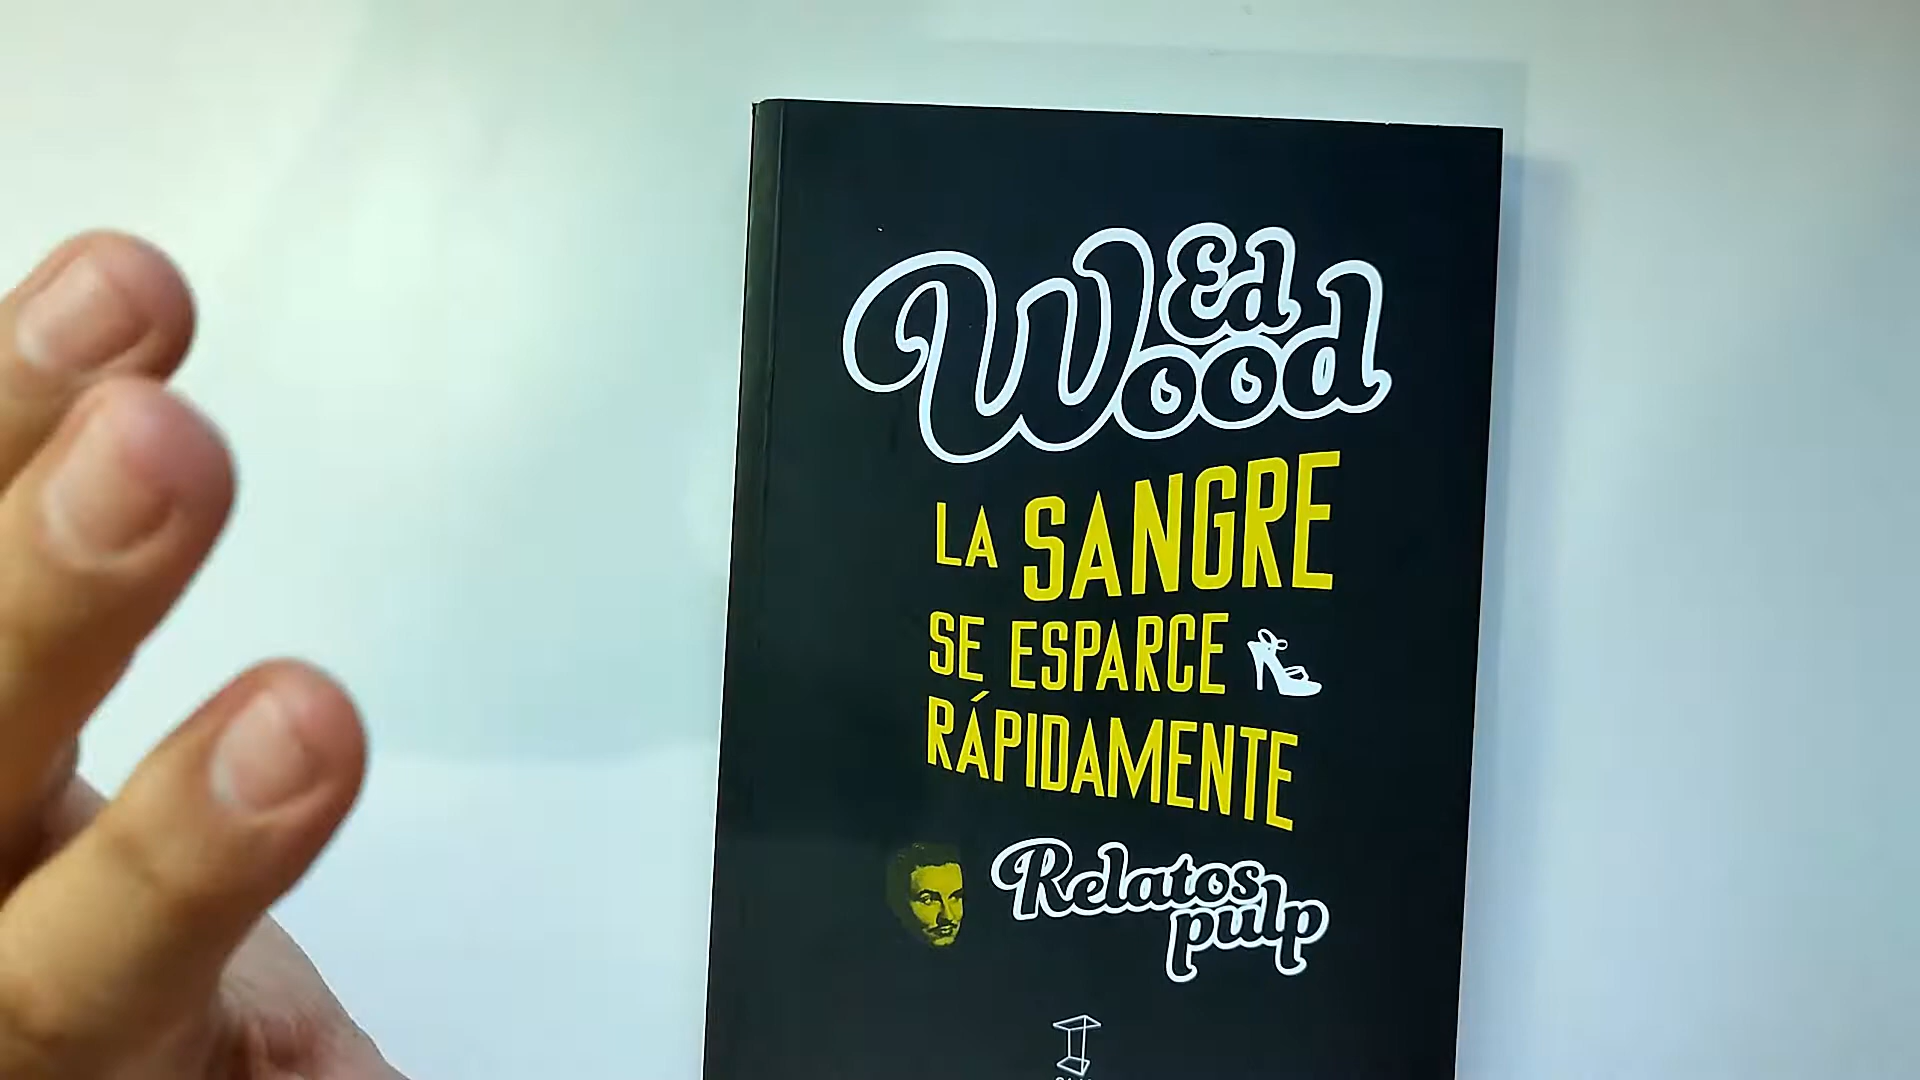 Ed
Wood
LA SANGRE
SE ESPARCE
RÁPIDAMENTE
Relatos
pulp